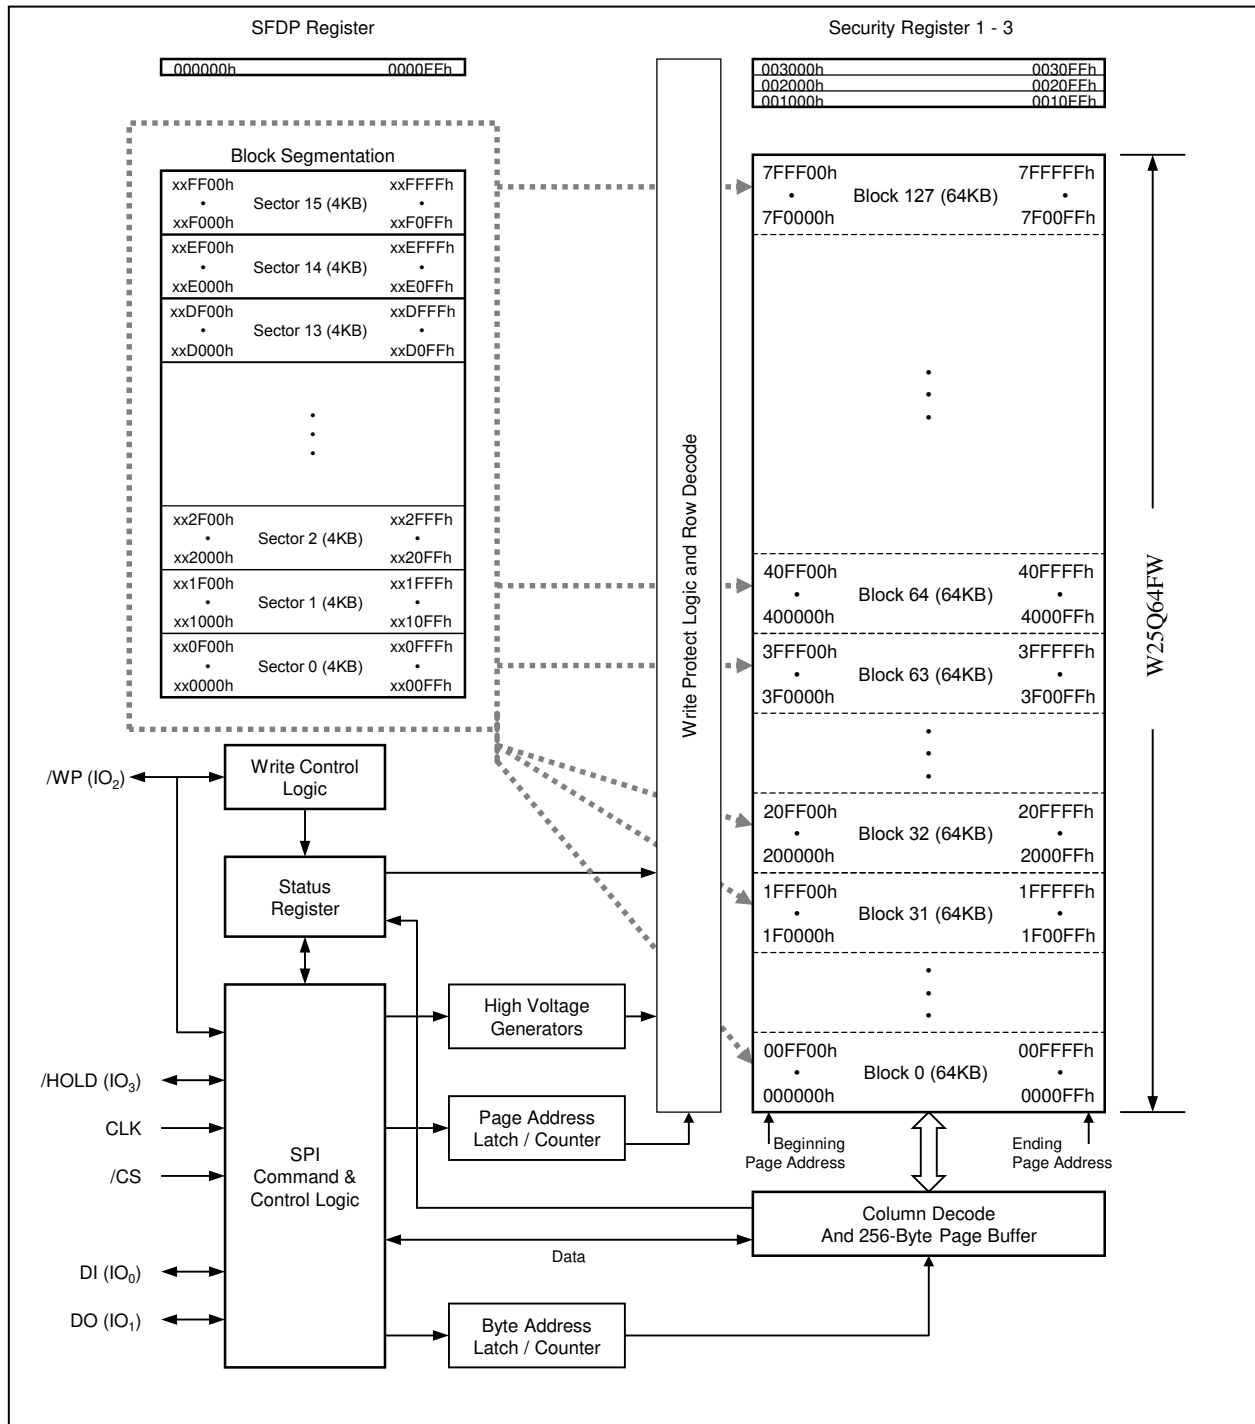 SFDP Register
000000h 0000FFh
Security Register 1 - 3
003000h 0030FFh
002000h 0020FFh
001000h 0010FFh
Block Segmentation
xxFF00h xxFFFFh
• Sector 15 (4KB) •
xxF000h xxF0FFh
xxEF00h xxEFFFh
• Sector 14 (4KB) •
xxE000h xxE0FFh
xxDF00h xxDFFFh
• Sector 13 (4KB) •
xxD000h xxD0FFh
xx2F00h xx2FFFh
• Sector 2 (4KB) •
xx2000h xx20FFh
xx1F00h xx1FFFh
• Sector 1 (4KB) •
xx1000h xx10FFh
xx0F00h xx0FFFh
• Sector 0 (4KB) •
xx0000h xx00FFh
Write Protect Logic and Row Decode
7FFF00h 7FFFFFh
• Block 127 (64KB) •
7F0000h 7F00FFh
40FF00h 40FFFFh
• Block 64 (64KB) •
400000h 4000FFh
3FFF00h 3FFFFFh
• Block 63 (64KB) •
3F0000h 3F00FFh
20FF00h 20FFFFh
• Block 32 (64KB) •
200000h 2000FFh
1FFF00h 1FFFFFh
• Block 31 (64KB) •
1F0000h 1F00FFh
00FF00h 00FFFFh
• Block 0 (64KB) •
000000h 0000FFh
W25Q64FW
Beginning
Page Address
Ending
Page Address
/WP (IO₂)
Write Control
Logic
Status
Register
High Voltage
Generators
/HOLD (IO₃)
CLK
/CS
DI (IO₀)
DO (IO₁)
SPI
Command &
Control Logic
Page Address
Latch / Counter
Column Decode
And 256-Byte Page Buffer
Data
Byte Address
Latch / Counter